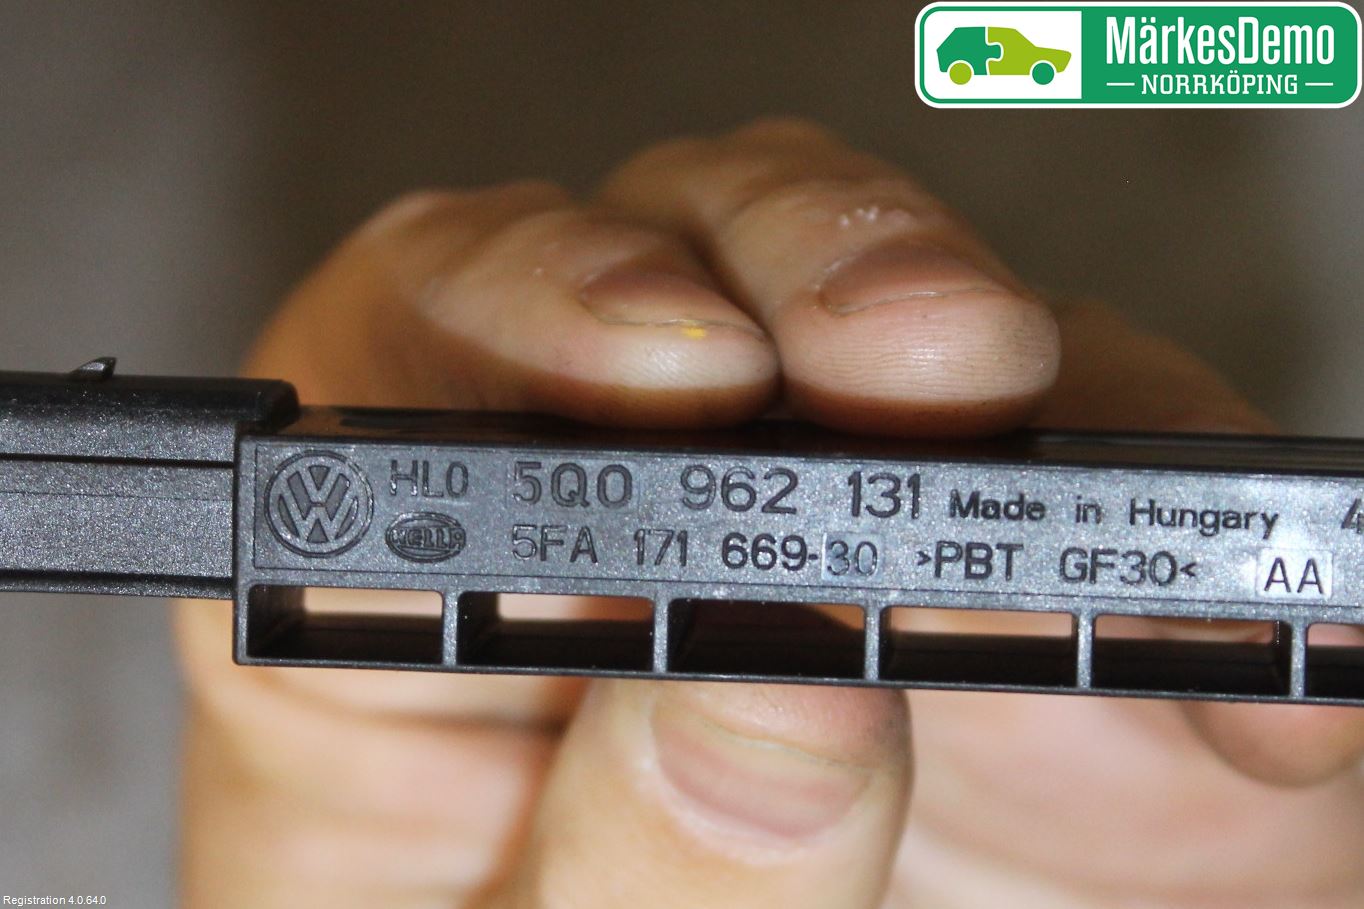 MärkesDemo
NORRKÖPING
HL0 5Q0 962 131 Made in Hungary
HELLA 5FA 171 669-30 >PBT GF30< AA
Registration 4.0.64.0